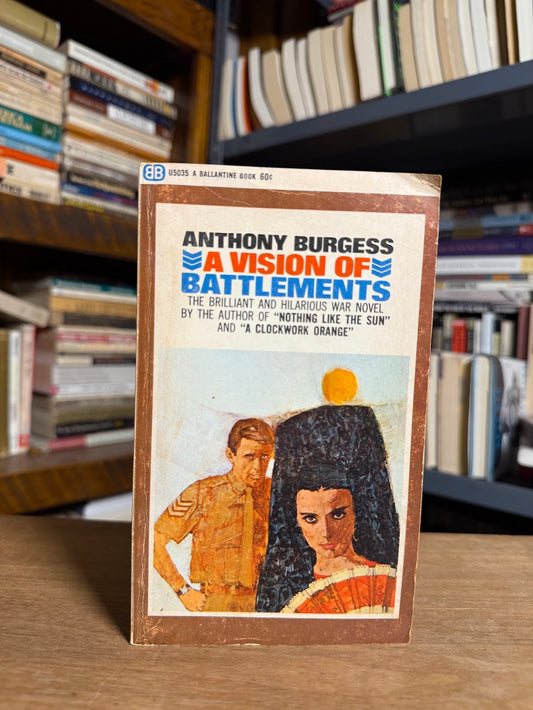 BB U5035 A BALLANTINE BOOK 60¢
ANTHONY BURGESS
A VISION OF
BATTLEMENTS
THE BRILLIANT AND HILARIOUS WAR NOVEL
BY THE AUTHOR OF "NOTHING LIKE THE SUN"
AND "A CLOCKWORK ORANGE"